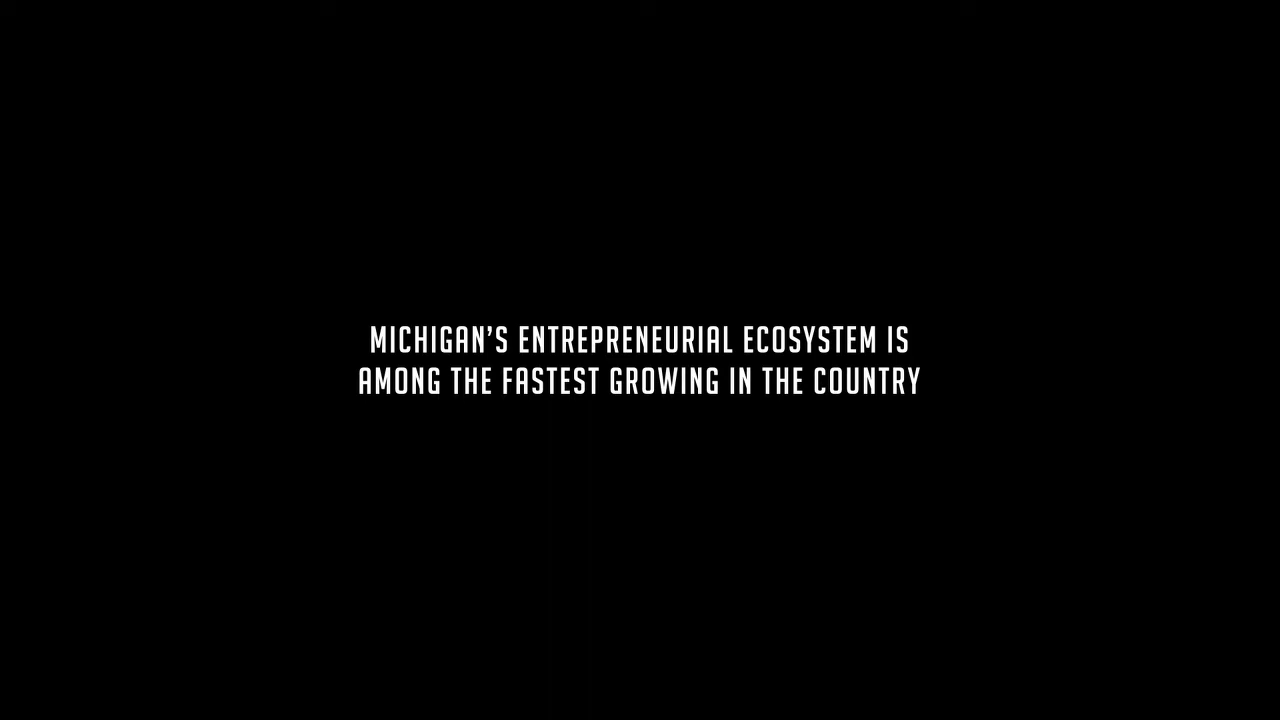 MICHIGAN’S ENTREPRENEURIAL ECOSYSTEM IS
AMONG THE FASTEST GROWING IN THE COUNTRY